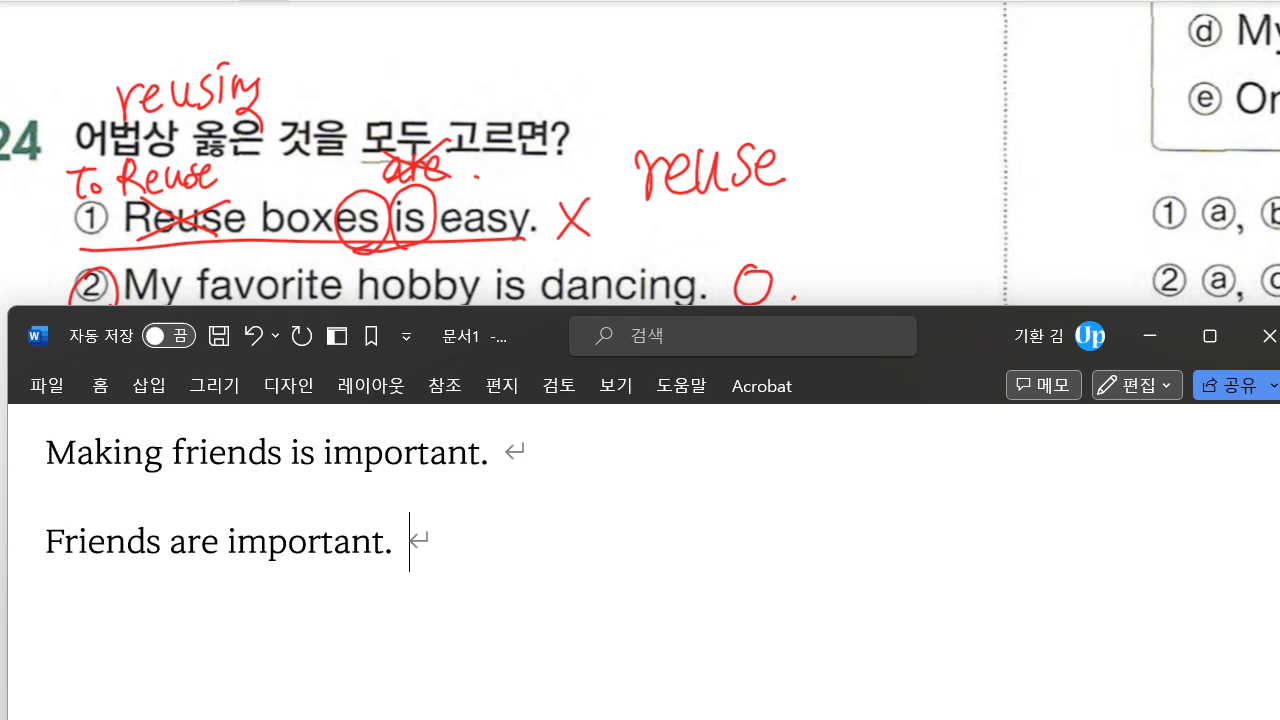 ⓓ My
reusing
ⓔ On
24 어법상 옳은 것을 모두 고르면?
To Reuse are. reuse
① Reuse boxes is easy. X
① ⓐ, ⓑ
② My favorite hobby is dancing. O.
② ⓐ, ⓒ
자동 저장 끔 문서1 -... 검색 기환 김 Up
파일 홈 삽입 그리기 디자인 레이아웃 참조 편지 검토 보기 도움말 Acrobat 메모 편집 공유
Making friends is important.
Friends are important.